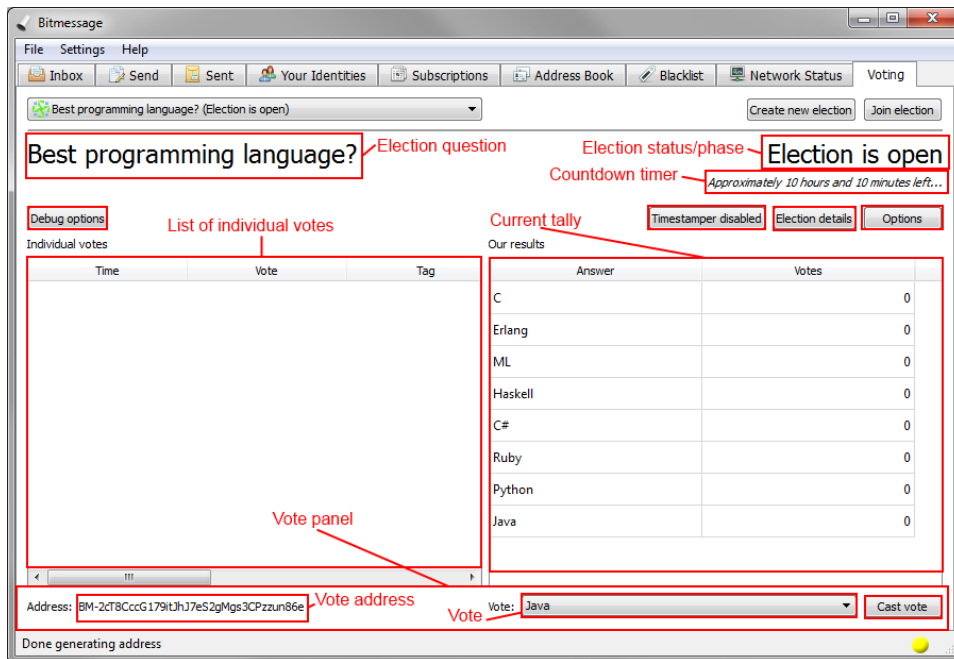 Bitmessage
File Settings Help
Inbox Send Sent Your Identities Subscriptions Address Book Blacklist Network Status Voting
Best programming language? (Election is open) Create new election Join election
Best programming language? Election question Election status/phase Election is open
Countdown timer Approximately 10 hours and 10 minutes left...
Debug options List of individual votes Current tally Timestamper disabled Election details Options
Individual votes Our results
Time Vote Tag Answer Votes
C 0
Erlang 0
ML 0
Haskell 0
C# 0
Ruby 0
Python 0
Java 0
Vote panel
Address: BM-2cT8CccG179itJhJ7eS2gMgs3CPzzun86e Vote address Vote Vote: Java Cast vote
Done generating address